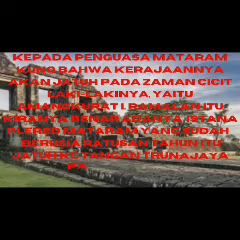 KEPADA PENGUASA MATARAM
KUNO BAHWA KERAJAANNYA
AKAN JATUH PADA ZAMAN CICIT
LAKI-LAKINYA, YAITU
AMANGKURAT I. RAMALAN ITU
KIRANYA BENAR ADANYA. ISTANA
PLERED MATARAM YANG SUDAH
BERUSIA RATUSAN TAHUN ITU
JATUH KE TANGAN TRUNAJAYA
PA